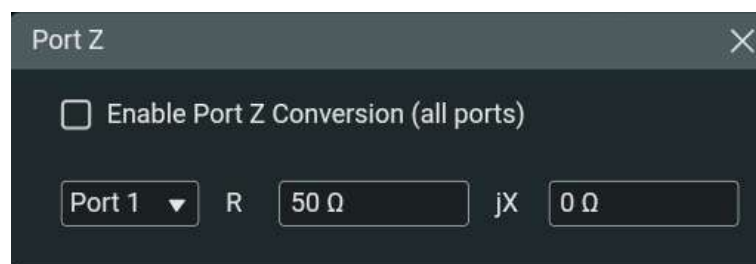 Port Z
Enable Port Z Conversion (all ports)
Port 1 R 50 Ω jX 0 Ω